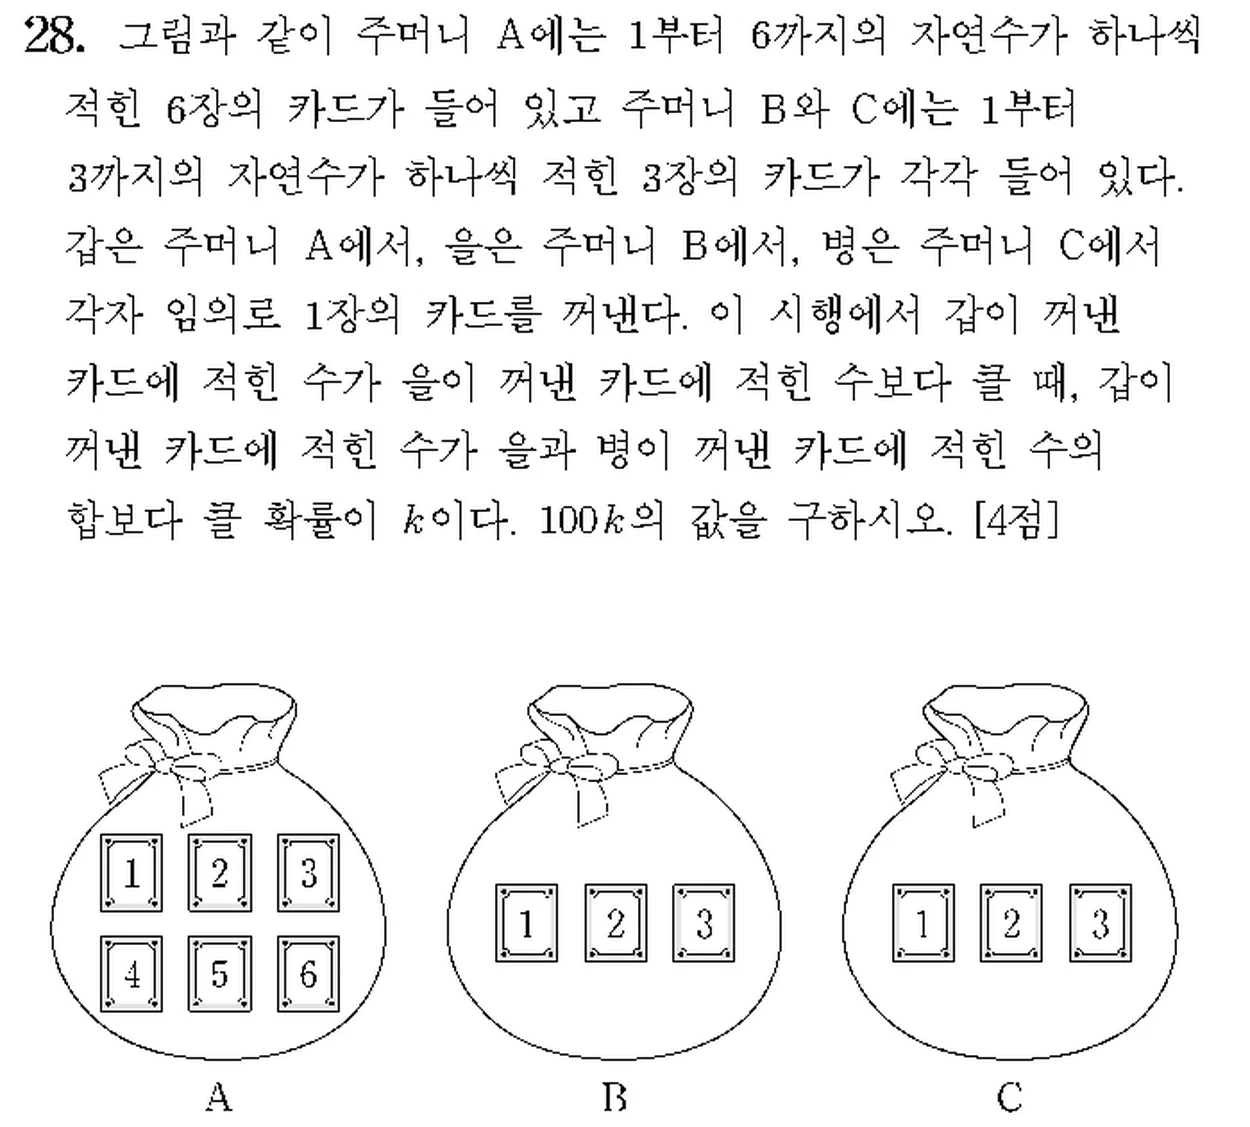 28. 그림과 같이 주머니 A에는 1부터 6까지의 자연수가 하나씩
적힌 6장의 카드가 들어 있고 주머니 B와 C에는 1부터
3까지의 자연수가 하나씩 적힌 3장의 카드가 각각 들어 있다.
갑은 주머니 A에서, 을은 주머니 B에서, 병은 주머니 C에서
각자 임의로 1장의 카드를 꺼낸다. 이 시행에서 갑이 꺼낸
카드에 적힌 수가 을이 꺼낸 카드에 적힌 수보다 클 때, 갑이
꺼낸 카드에 적힌 수가 을과 병이 꺼낸 카드에 적힌 수의
합보다 클 확률이 k이다. 100k의 값을 구하시오. [4점]
1 2 3
4 5 6
A
1 2 3
B
1 2 3
C